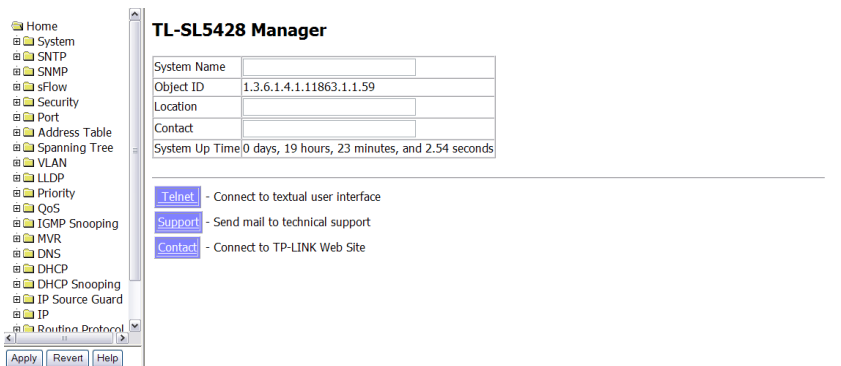 Home
System
SNTP
SNMP
sFlow
Security
Port
Address Table
Spanning Tree
VLAN
LLDP
Priority
QoS
IGMP Snooping
MVR
DNS
DHCP
DHCP Snooping
IP Source Guard
IP
Routing Protocol
Apply Revert Help
TL-SL5428 Manager
System Name
Object ID 1.3.6.1.4.1.11863.1.1.59
Location
Contact
System Up Time 0 days, 19 hours, 23 minutes, and 2.54 seconds
Telnet - Connect to textual user interface
Support - Send mail to technical support
Contact - Connect to TP-LINK Web Site